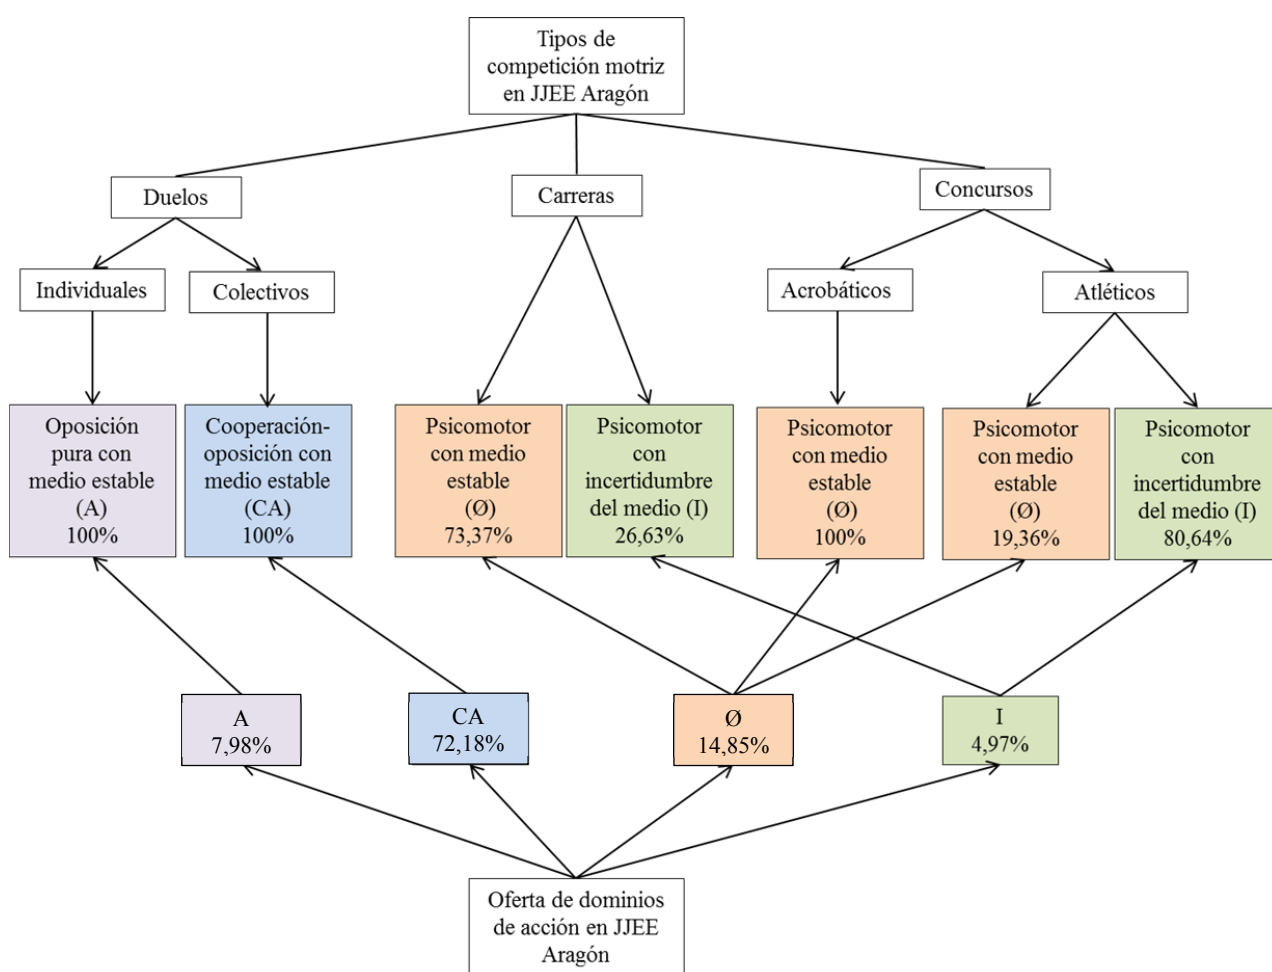 Tipos de
competición motriz
en JJEE Aragón
Duelos
Carreras
Concursos
Individuales
Colectivos
Acrobáticos
Atléticos
Oposición
pura con
medio estable
(A)
100%
Cooperación-
oposición con
medio estable
(CA)
100%
Psicomotor
con medio
estable
(Ø)
73,37%
Psicomotor
con
incertidumbre
del medio (I)
26,63%
Psicomotor
con medio
estable
(Ø)
100%
Psicomotor
con medio
estable
(Ø)
19,36%
Psicomotor
con
incertidumbre
del medio (I)
80,64%
A
7,98%
CA
72,18%
Ø
14,85%
I
4,97%
Oferta de dominios
de acción en JJEE
Aragón